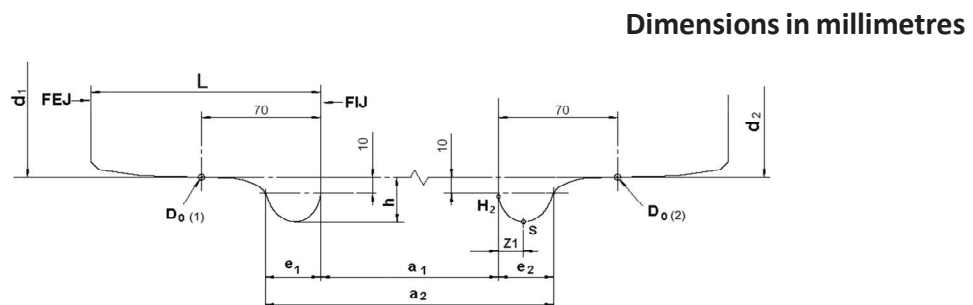 Dimensions in millimetres
L
d1
FEJ
FIJ
70
70
d2
10
10
h
D0 (1)
H2
S
D0 (2)
Z1
e1
a1
e2
a2